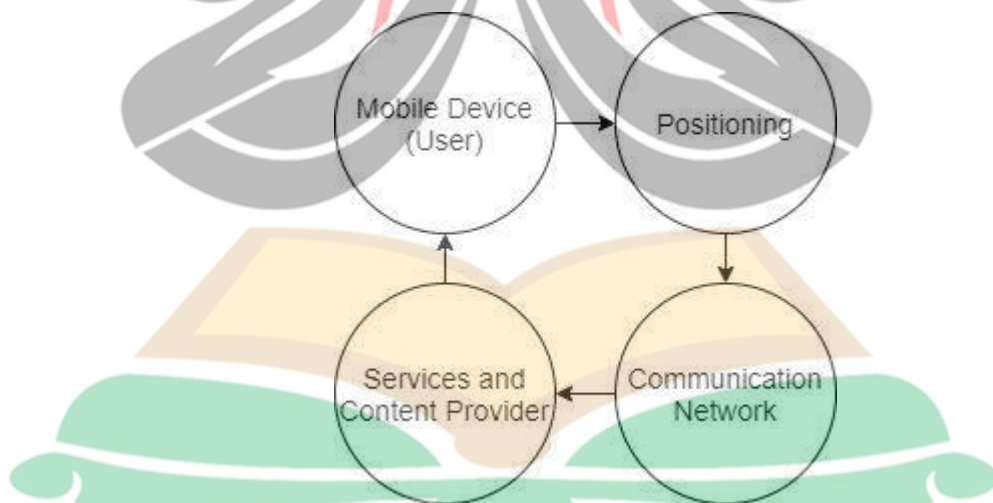 Mobile Device
(User)
Positioning
Services and
Content Provider
Communication
Network